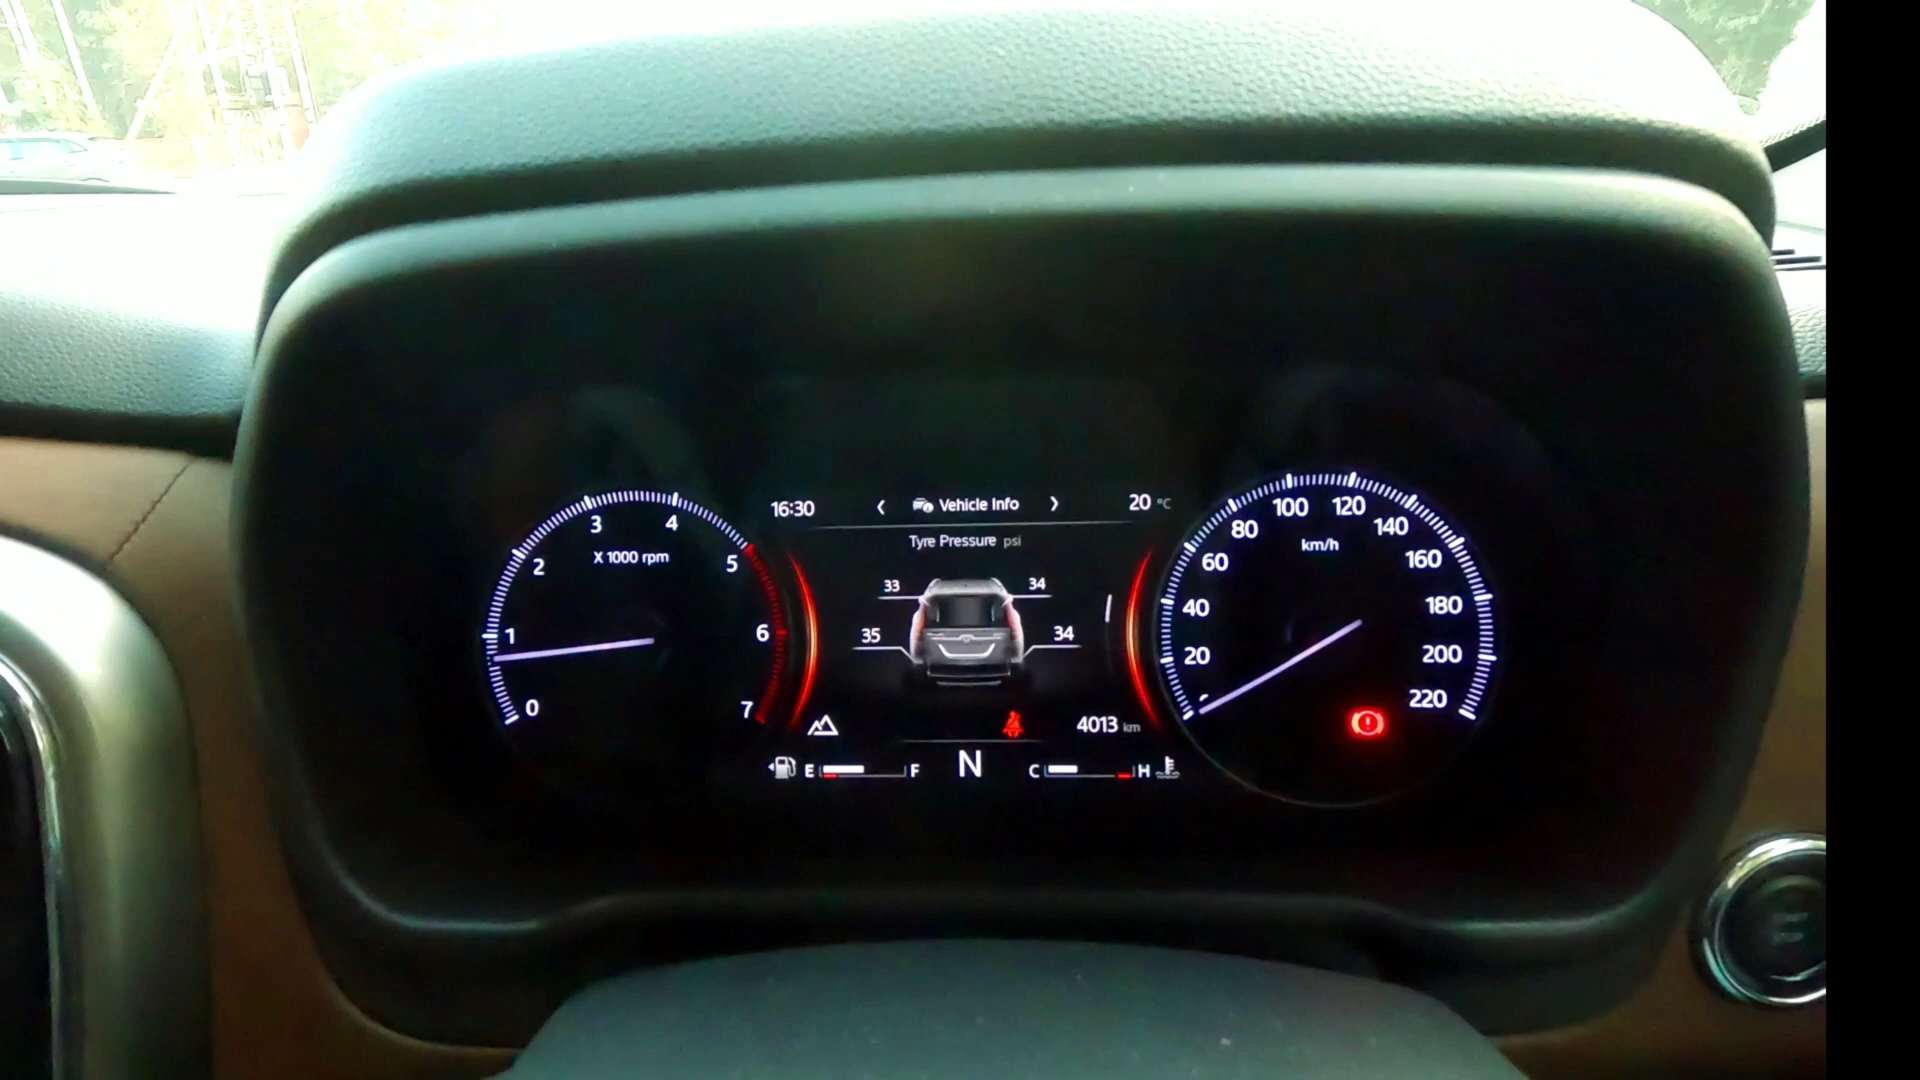 16:30 Vehicle Info 20 °C
Tyre Pressure psi
33 34
35 34
4013 km
E F N C H
0 1 2 3 4 5 6 7
X 1000 rpm
20 40 60 80 100 120 140 160 180 200 220
km/h